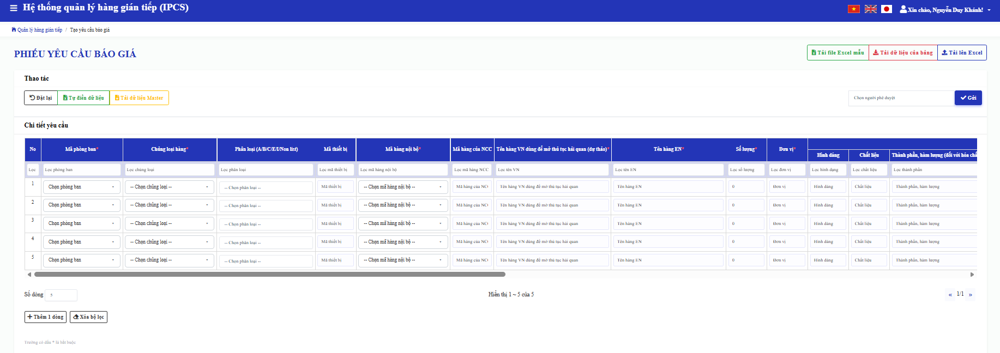 Hệ thống quản lý hàng gián tiếp (IPCS)
Xin chào, Nguyễn Duy Khánh!
Quản lý hàng gián tiếp / Tạo yêu cầu báo giá
PHIẾU YÊU CẦU BÁO GIÁ
Tải file Excel mẫu Tải dữ liệu của bảng Tải lên Excel
Thao tác
Đặt lại Tự điền dữ liệu Tải dữ liệu Master Chọn người phê duyệt Gửi
Chi tiết yêu cầu
No Mã phòng ban* Chủng loại hàng* Phân loại (A/B/C/E/I/Non list) Mã thiết bị Mã hàng nội bộ* Mã hàng của NCC Tên hàng VN dùng để mở thủ tục hải quan (dự thảo)* Tên hàng EN* Số lượng* Đơn vị*
Hình dáng Chất liệu Thành phần, hàm lượng (đối với hóa chấ
Lọc Lọc phòng ban Lọc chủng loại Lọc phân loại Lọc mã thiết bị Lọc mã hàng nội bộ Lọc mã hàng NCC Lọc tên VN Lọc tên EN Lọc số lượng Lọc đơn vị Lọc hình dạng Lọc chất liệu Lọc thành phần
1 Chọn phòng ban -- Chọn chủng loại -- -- Chọn phân loại -- Mã thiết bị -- Chọn mã hàng nội bộ -- Mã hàng của NC Tên hàng VN dùng để mở thủ tục hải quan Tên hàng EN 0 Đơn vị Hình dáng Chất liệu Thành phần, hàm lượng
2 Chọn phòng ban -- Chọn chủng loại -- -- Chọn phân loại -- Mã thiết bị -- Chọn mã hàng nội bộ -- Mã hàng của NC Tên hàng VN dùng để mở thủ tục hải quan Tên hàng EN 0 Đơn vị Hình dáng Chất liệu Thành phần, hàm lượng
3 Chọn phòng ban -- Chọn chủng loại -- -- Chọn phân loại -- Mã thiết bị -- Chọn mã hàng nội bộ -- Mã hàng của NC Tên hàng VN dùng để mở thủ tục hải quan Tên hàng EN 0 Đơn vị Hình dáng Chất liệu Thành phần, hàm lượng
4 Chọn phòng ban -- Chọn chủng loại -- -- Chọn phân loại -- Mã thiết bị -- Chọn mã hàng nội bộ -- Mã hàng của NC Tên hàng VN dùng để mở thủ tục hải quan Tên hàng EN 0 Đơn vị Hình dáng Chất liệu Thành phần, hàm lượng
5 Chọn phòng ban -- Chọn chủng loại -- -- Chọn phân loại -- Mã thiết bị -- Chọn mã hàng nội bộ -- Mã hàng của NC Tên hàng VN dùng để mở thủ tục hải quan Tên hàng EN 0 Đơn vị Hình dáng Chất liệu Thành phần, hàm lượng
Số dòng 5 Hiển thị 1 ~ 5 của 5 « 1/1 »
Thêm 1 dòng Xóa bộ lọc
Trường có dấu * là bắt buộc